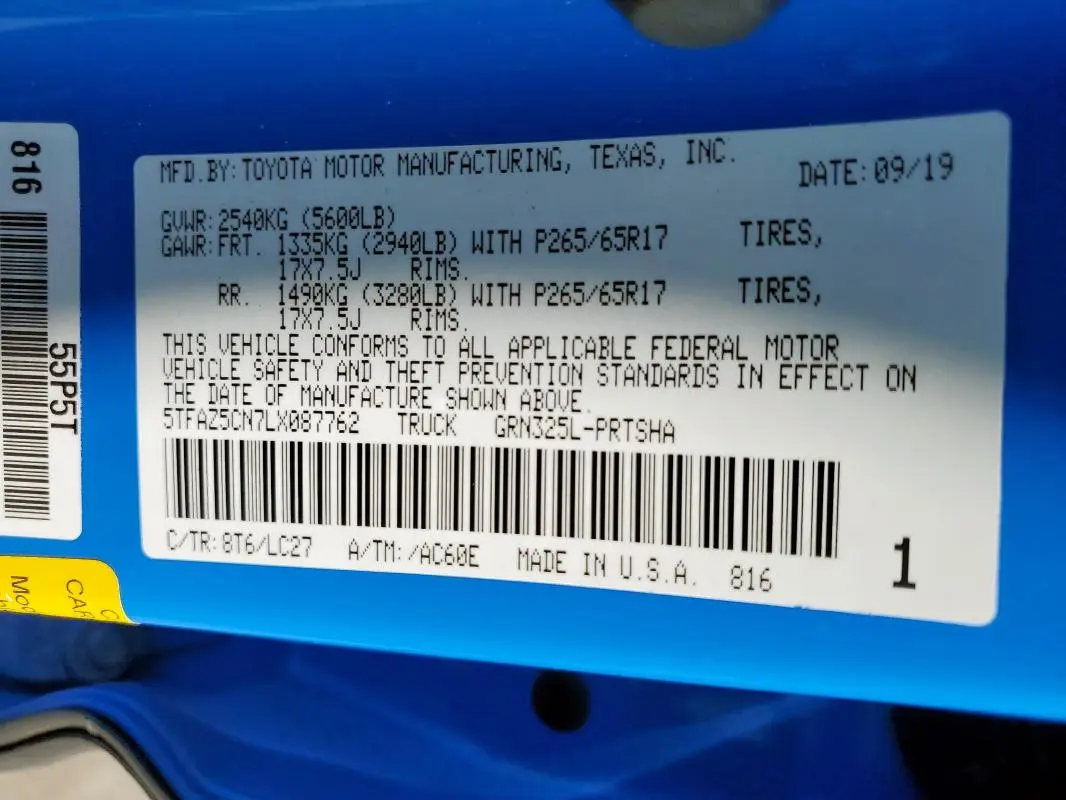 816
55P5T
MFD.BY:TOYOTA MOTOR MANUFACTURING, TEXAS, INC.
DATE:09/19
GVWR:2540KG (5600LB)
GAWR:FRT. 1335KG (2940LB) WITH P265/65R17 TIRES,
17X7.5J RIMS.
RR. 1490KG (3280LB) WITH P265/65R17 TIRES,
17X7.5J RIMS.
THIS VEHICLE CONFORMS TO ALL APPLICABLE FEDERAL MOTOR
VEHICLE SAFETY AND THEFT PREVENTION STANDARDS IN EFFECT ON
THE DATE OF MANUFACTURE SHOWN ABOVE.
5TFAZ5CN7LX087762 TRUCK GRN325L-PRTSHA
C/TR:8T6/LC27 A/TM:/AC60E MADE IN U.S.A. 816
1